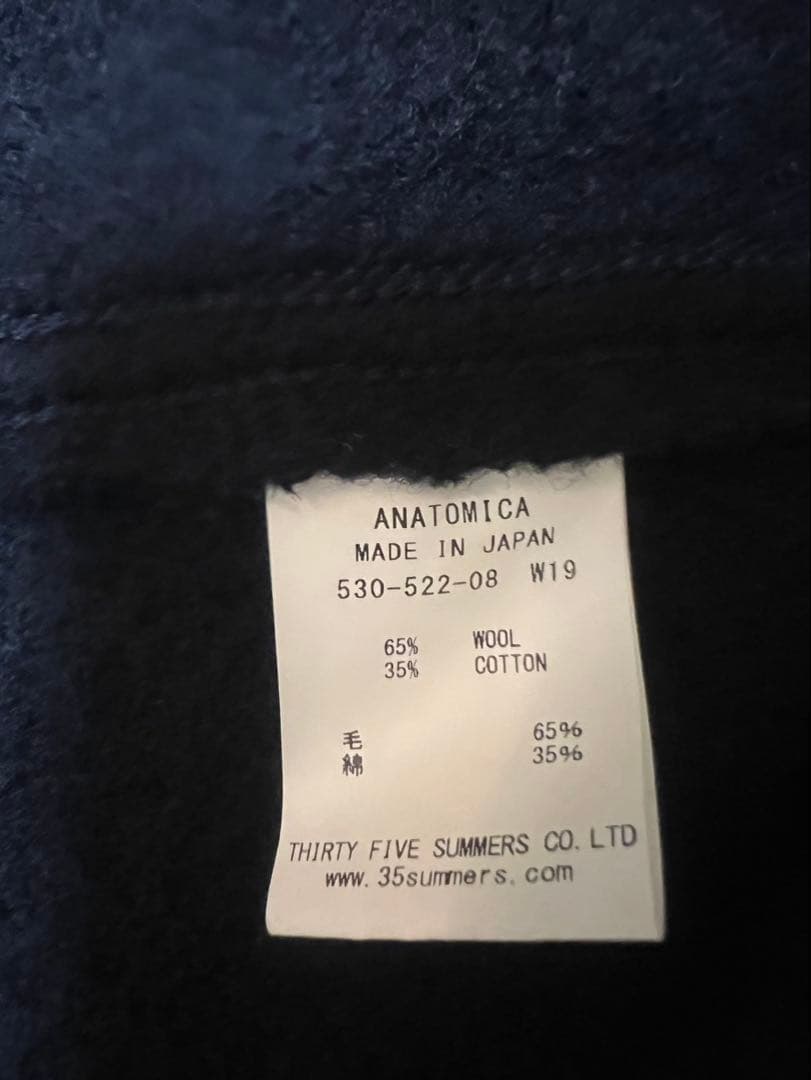 ANATOMICA
MADE IN JAPAN
530-522-08 W19
65% WOOL
35% COTTON
毛 65%
綿 35%
THIRTY FIVE SUMMERS CO. LTD
www.35summers.com